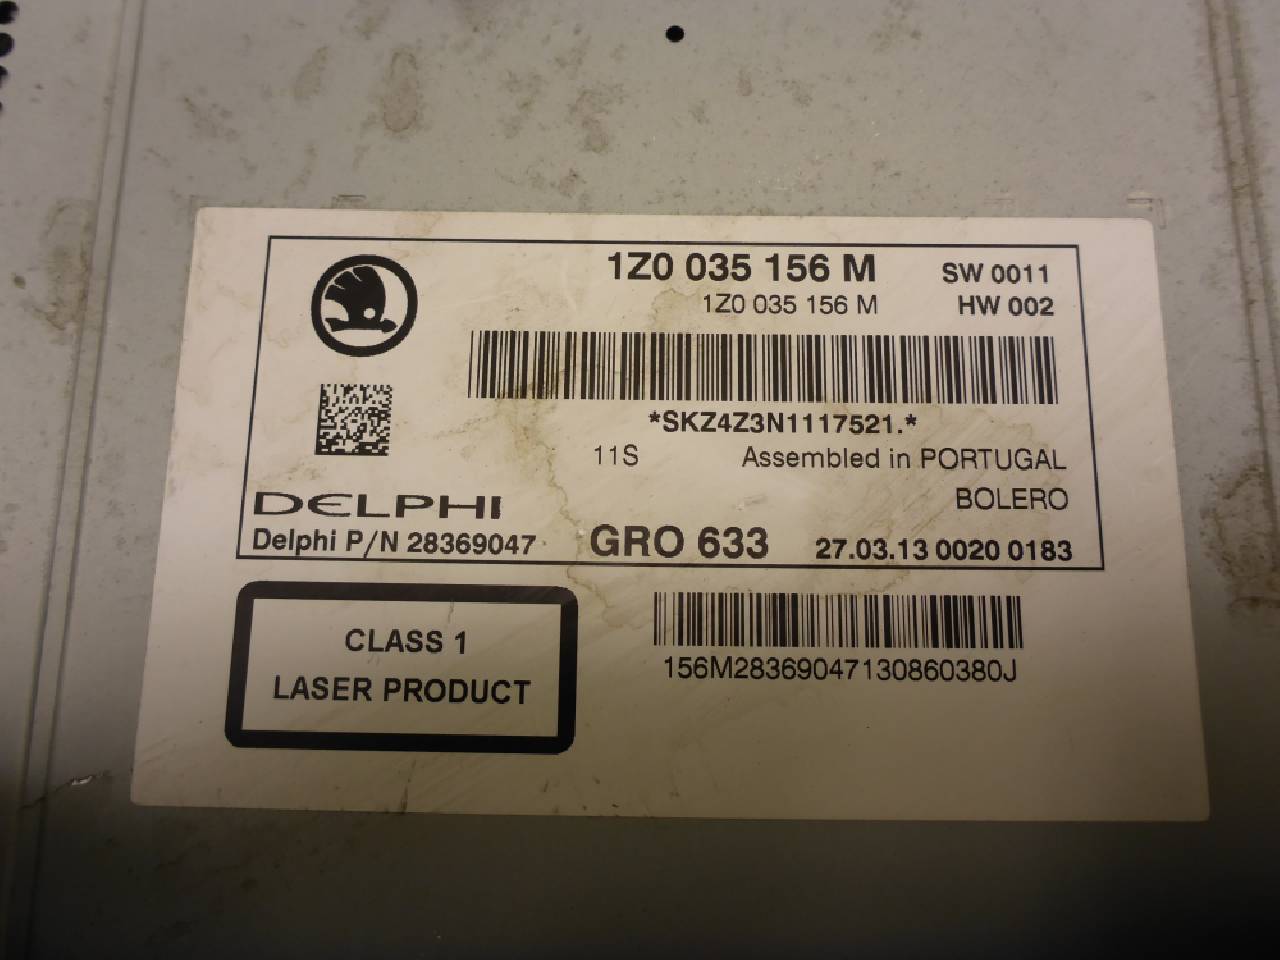 1Z0 035 156 M SW 0011
1Z0 035 156 M HW 002
*SKZ4Z3N1117521.*
11S Assembled in PORTUGAL
BOLERO
DELPHI
Delphi P/N 28369047 GRO 633 27.03.13 0020 0183
CLASS 1
LASER PRODUCT
156M28369047130860380J